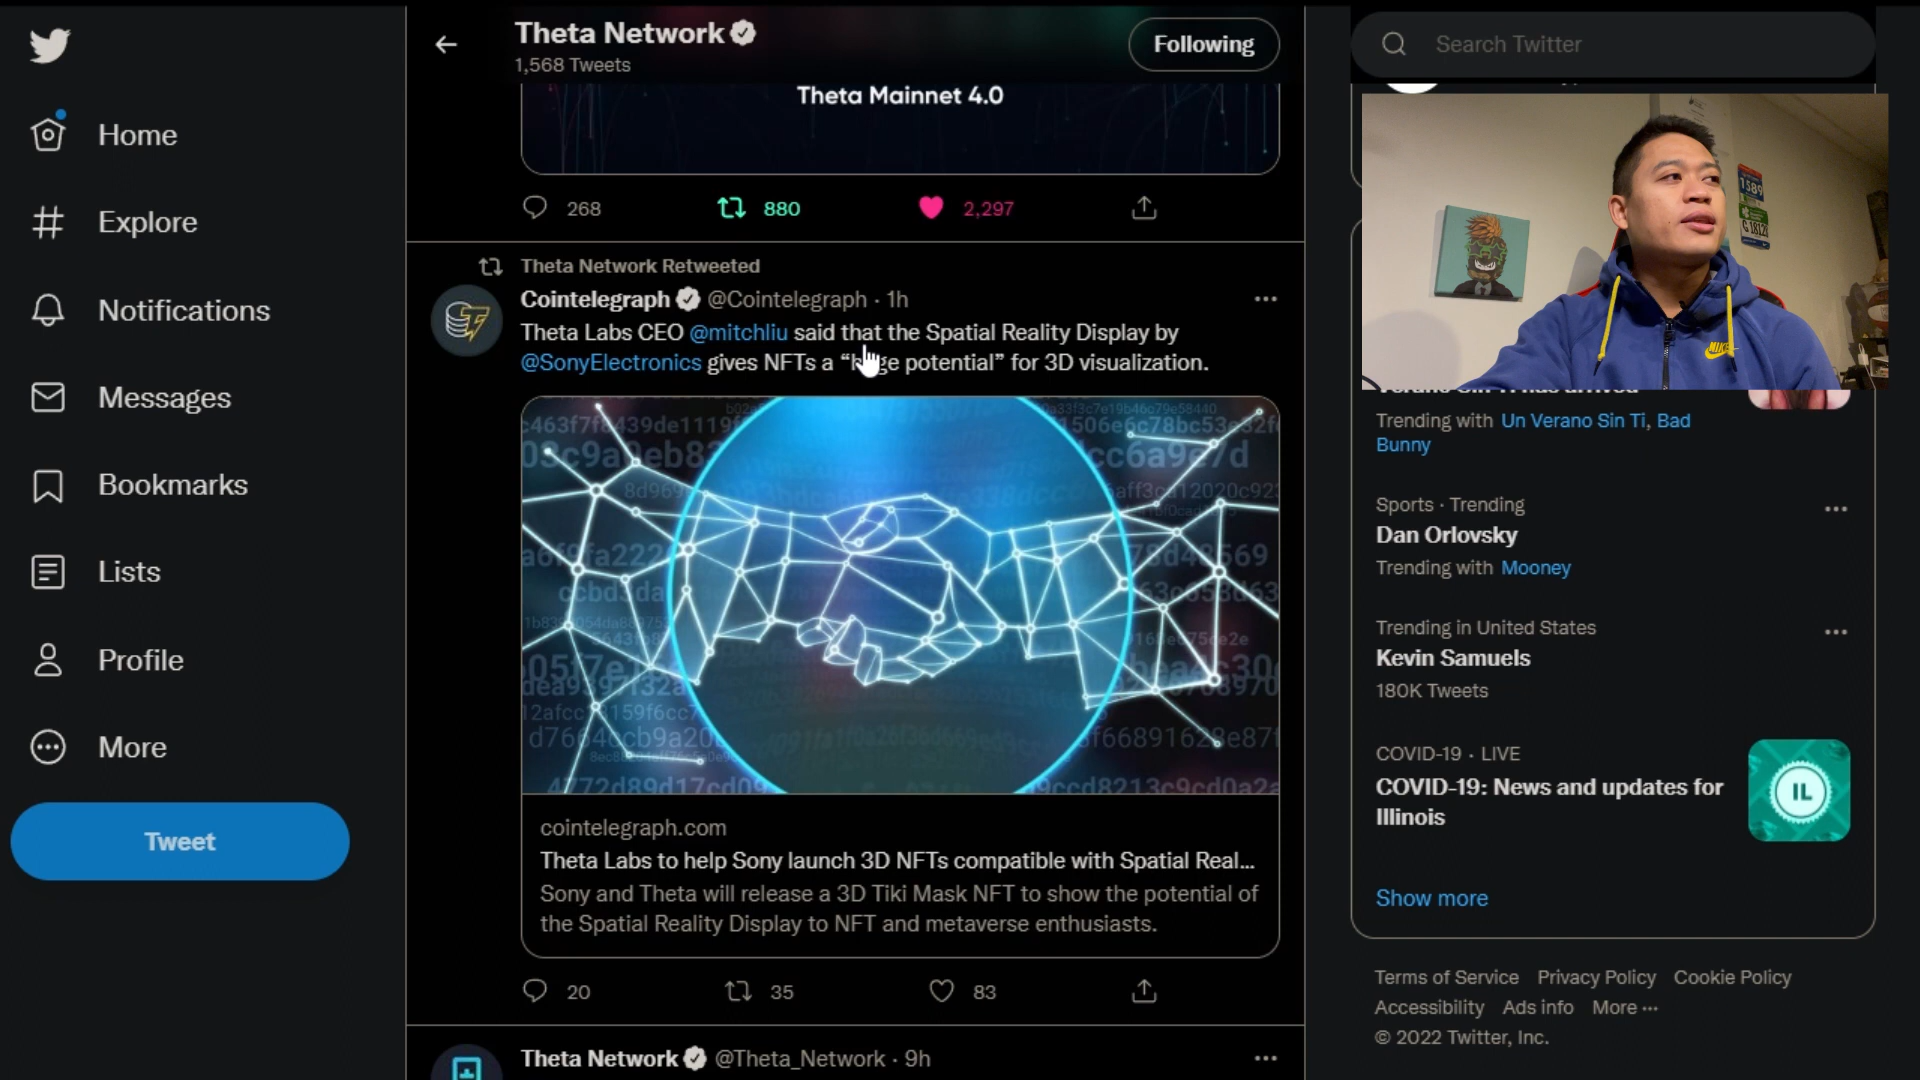 Home
Explore
Notifications
Messages
Bookmarks
Lists
Profile
More
Tweet
Theta Network
1,568 Tweets
Following
Theta Mainnet 4.0
268 880 2,297
Theta Network Retweeted
Cointelegraph @Cointelegraph · 1h
Theta Labs CEO @mitchliu said that the Spatial Reality Display by
@SonyElectronics gives NFTs a “huge potential” for 3D visualization.
cointelegraph.com
Theta Labs to help Sony launch 3D NFTs compatible with Spatial Real...
Sony and Theta will release a 3D Tiki Mask NFT to show the potential of
the Spatial Reality Display to NFT and metaverse enthusiasts.
20 35 83
Theta Network @Theta_Network · 9h
Search Twitter
1589
Trending with Un Verano Sin Ti, Bad
Bunny
Sports · Trending
Dan Orlovsky
Trending with Mooney
Trending in United States
Kevin Samuels
180K Tweets
COVID-19 · LIVE
COVID-19: News and updates for
Illinois
IL
Show more
Terms of Service Privacy Policy Cookie Policy
Accessibility Ads info More ···
© 2022 Twitter, Inc.